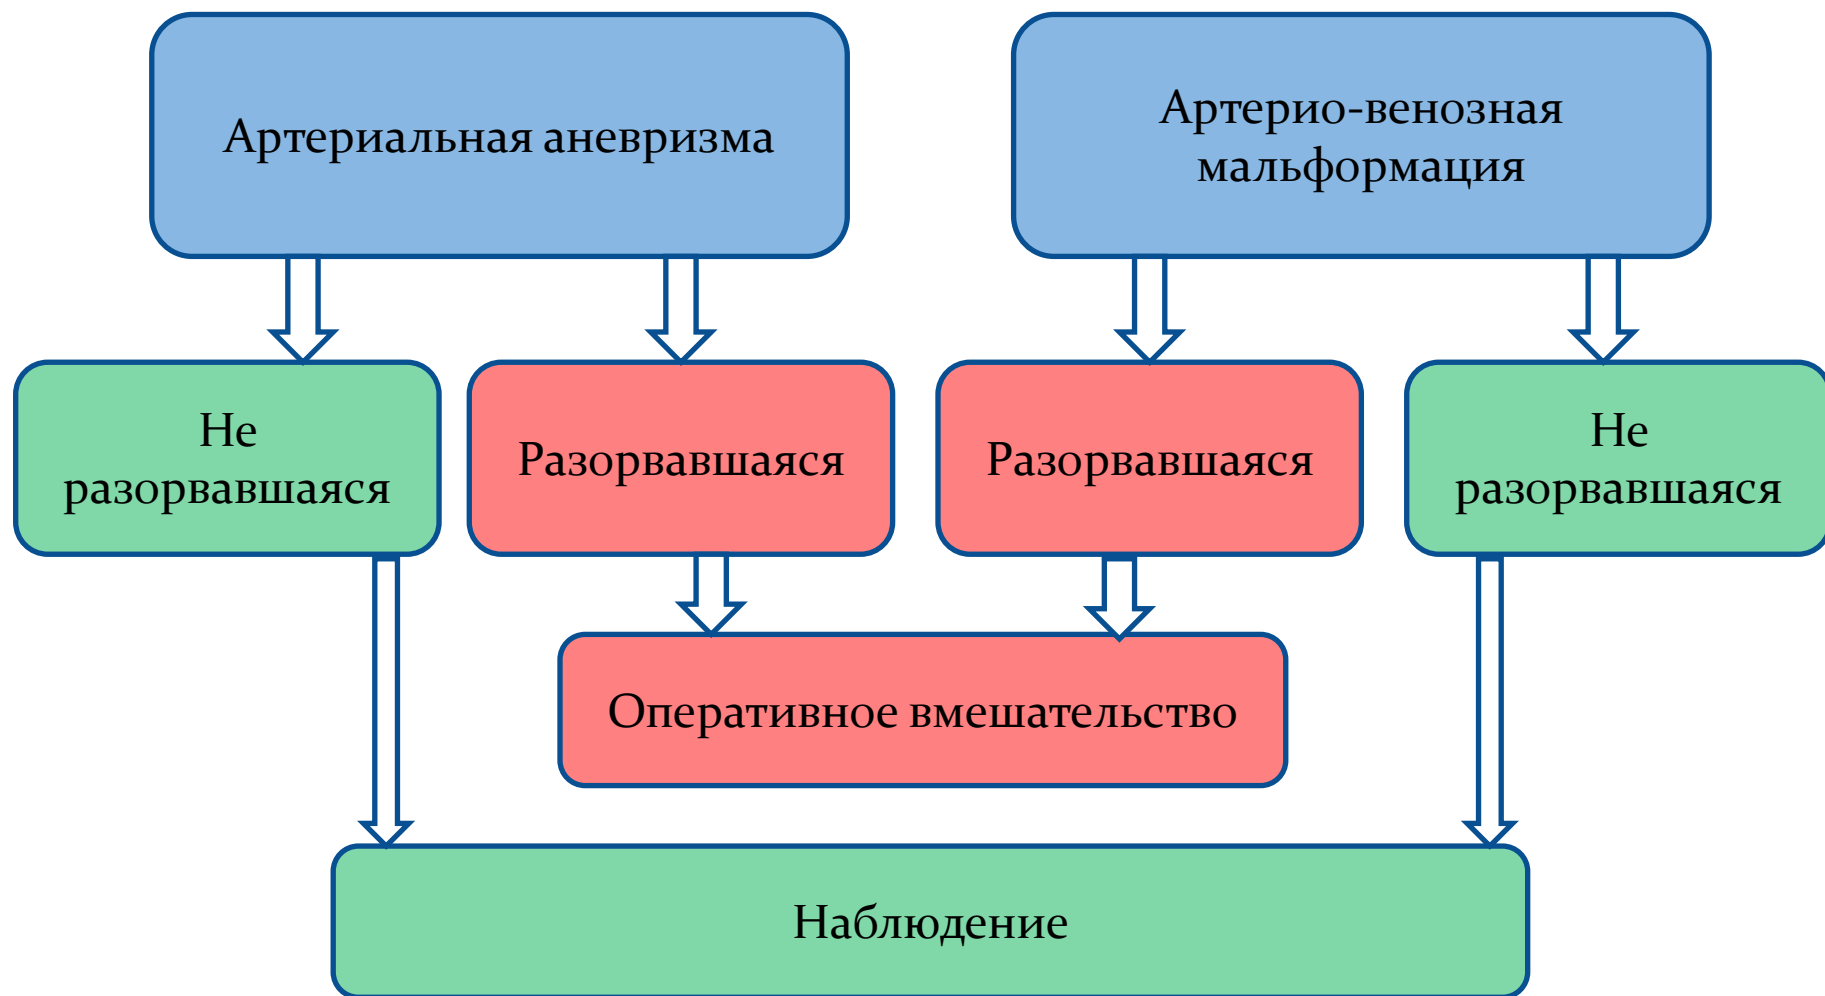 Артериальная аневризма
Артерио-венозная
мальформация
Не
разорвавшаяся
Разорвавшаяся
Разорвавшаяся
Не
разорвавшаяся
Оперативное вмешательство
Наблюдение